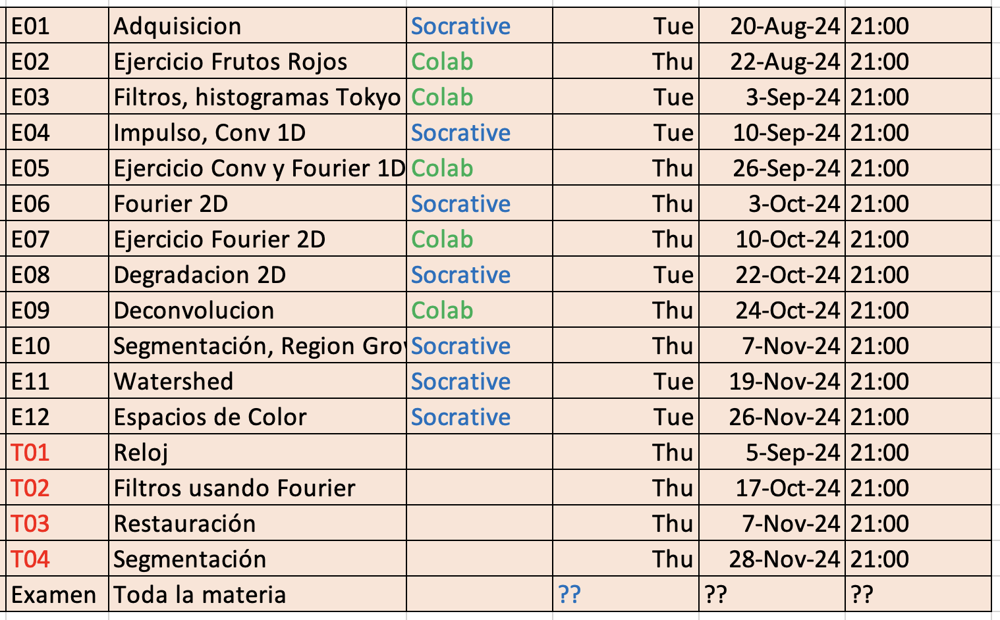 E01 Adquisicion Socrative Tue 20-Aug-24 21:00
E02 Ejercicio Frutos Rojos Colab Thu 22-Aug-24 21:00
E03 Filtros, histogramas Tokyo Colab Tue 3-Sep-24 21:00
E04 Impulso, Conv 1D Socrative Tue 10-Sep-24 21:00
E05 Ejercicio Conv y Fourier 1D Colab Thu 26-Sep-24 21:00
E06 Fourier 2D Socrative Thu 3-Oct-24 21:00
E07 Ejercicio Fourier 2D Colab Thu 10-Oct-24 21:00
E08 Degradacion 2D Socrative Tue 22-Oct-24 21:00
E09 Deconvolucion Colab Thu 24-Oct-24 21:00
E10 Segmentación, Region Socrative Thu 7-Nov-24 21:00
E11 Watershed Socrative Tue 19-Nov-24 21:00
E12 Espacios de Color Socrative Tue 26-Nov-24 21:00
T01 Reloj Thu 5-Sep-24 21:00
T02 Filtros usando Fourier Thu 17-Oct-24 21:00
T03 Restauración Thu 7-Nov-24 21:00
T04 Segmentación Thu 28-Nov-24 21:00
Examen Toda la materia ?? ?? ??